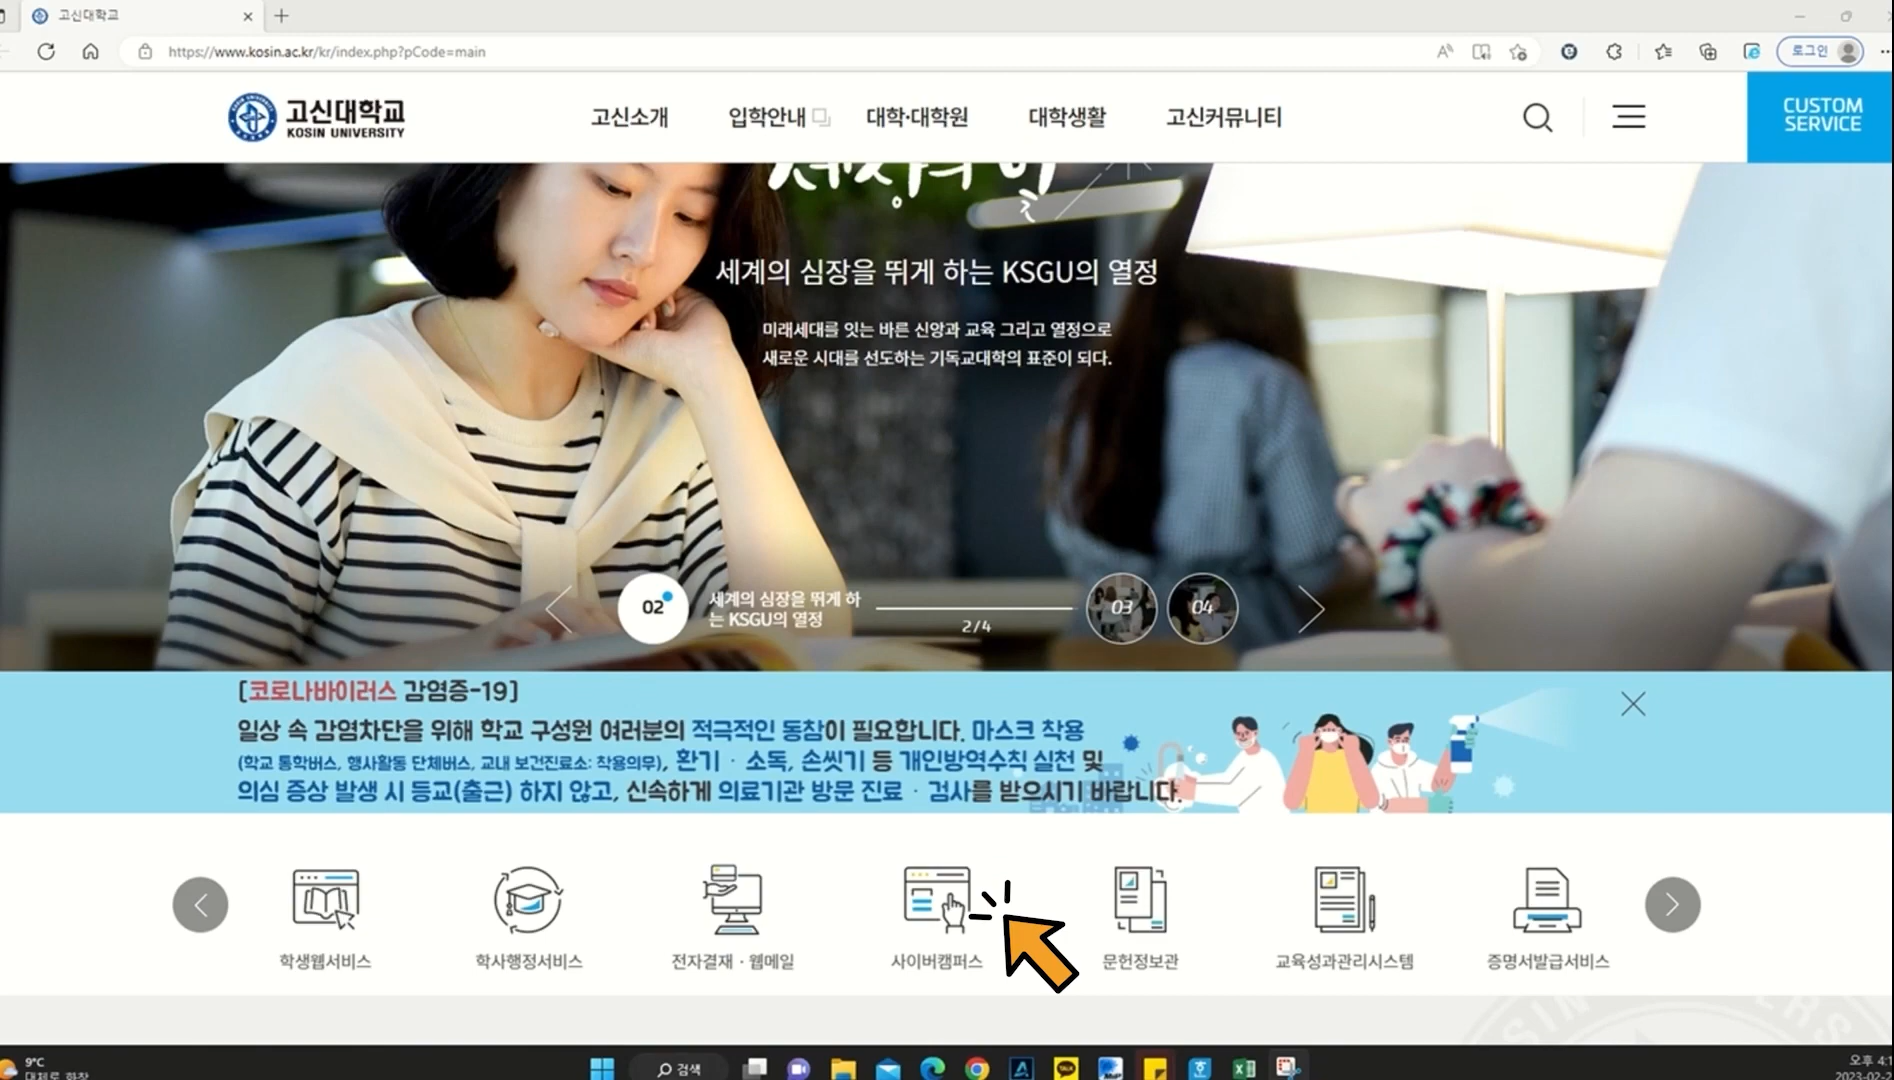 고신대학교
https://www.kosin.ac.kr/kr/index.php?pCode=main
로그인
고신대학교
KOSIN UNIVERSITY
고신소개
입학안내
대학·대학원
대학생활
고신커뮤니티
CUSTOM
SERVICE
세계의 심장을 뛰게 하는 KSGU의 열정
미래세대를 잇는 바른 신앙과 교육 그리고 열정으로
새로운 시대를 선도하는 기독교대학의 표준이 되다.
02
세계의 심장을 뛰게 하
는 KSGU의 열정
2/4
03
04
[코로나바이러스 감염증-19]
일상 속 감염차단을 위해 학교 구성원 여러분의 적극적인 동참이 필요합니다. 마스크 착용
(학교 통학버스, 행사활동 단체버스, 교내 보건진료소: 착용의무), 환기 · 소독, 손씻기 등 개인방역수칙 실천 및
의심 증상 발생 시 등교(출근) 하지 않고, 신속하게 의료기관 방문 진료 · 검사를 받으시기 바랍니다.
학생웹서비스
학사행정서비스
전자결재 · 웹메일
사이버캠퍼스
문헌정보관
교육성과관리시스템
증명서발급서비스
9°C
대체로 화창
검색
오후 4:1
2023-02-2